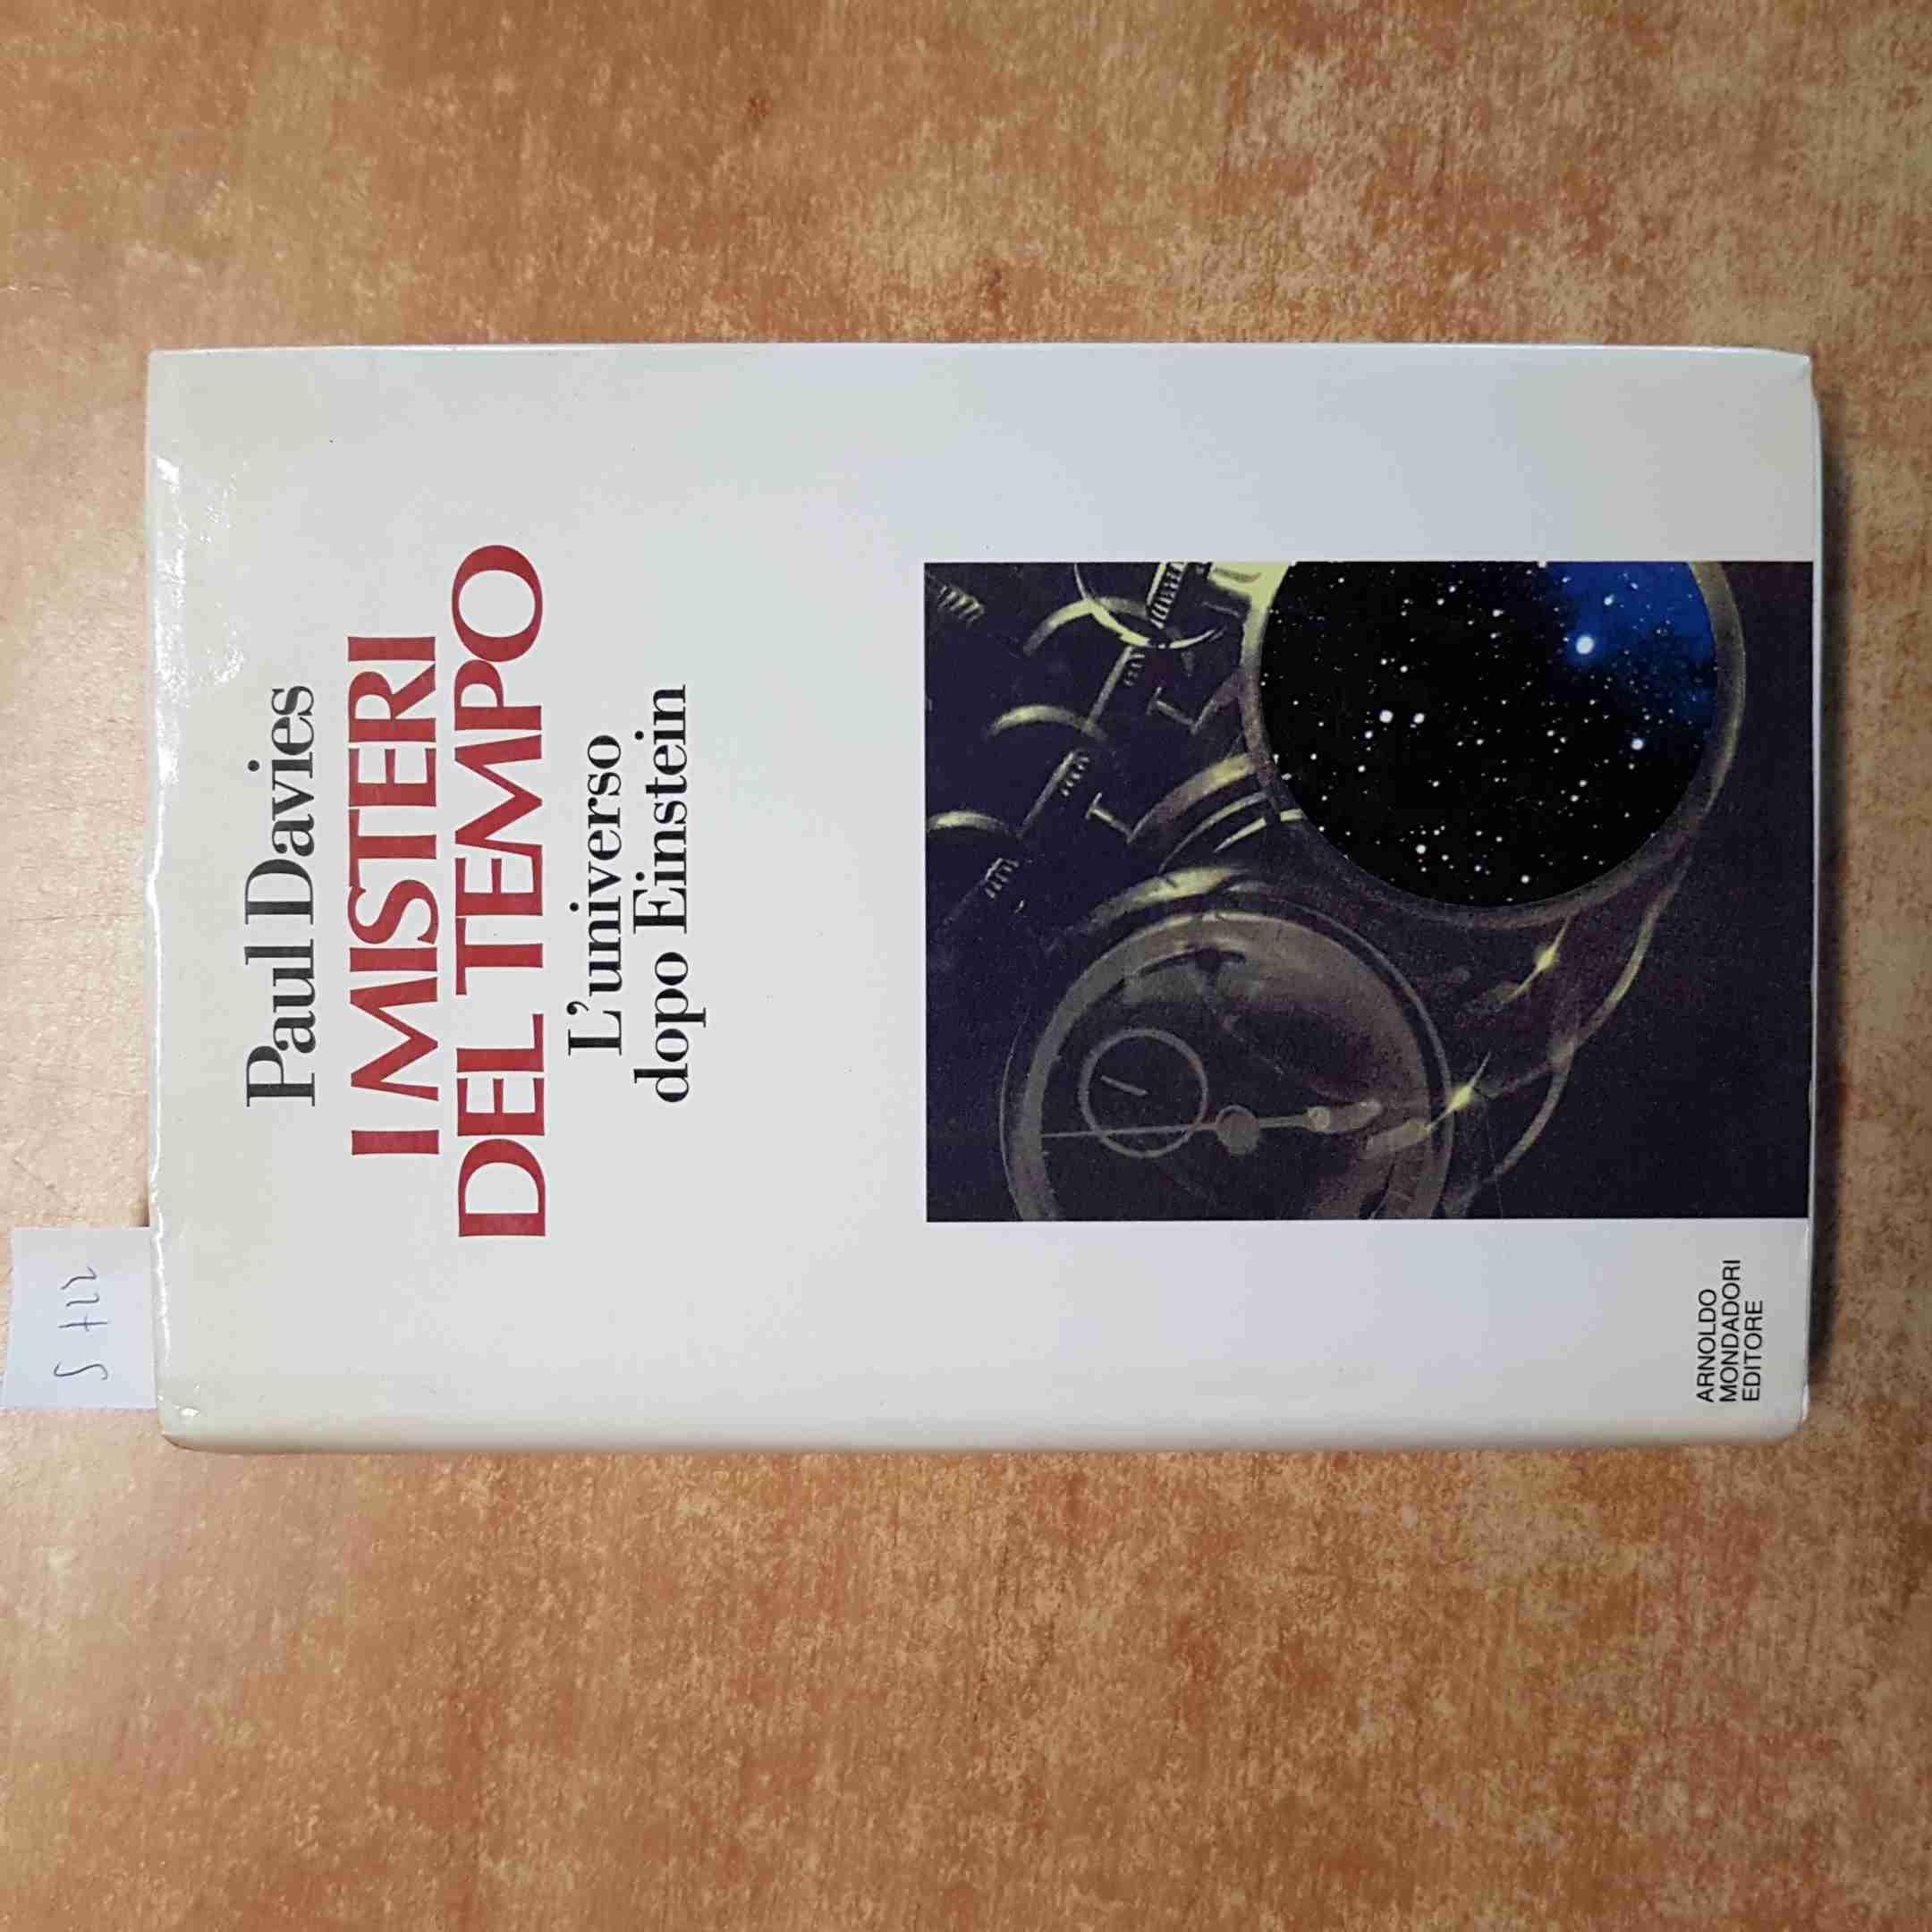 Paul Davies
I MISTERI
DEL TEMPO
L'universo
dopo Einstein
ARNOLDO
MONDADORI
EDITORE